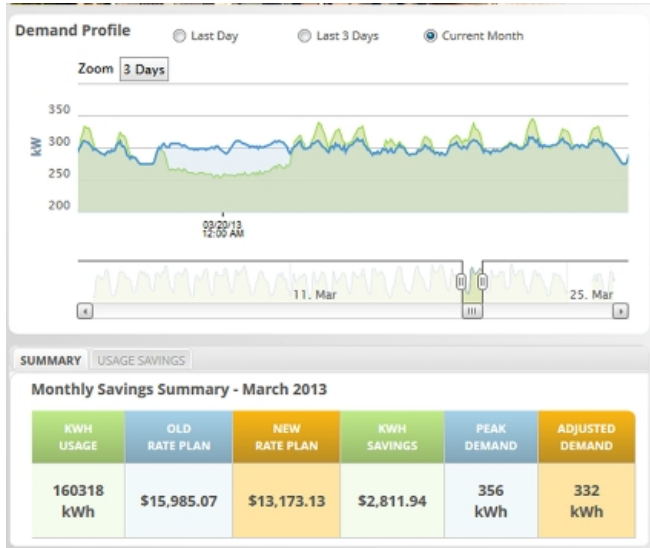 Demand Profile Last Day Last 3 Days Current Month
Zoom 3 Days
350
300
250
200
kW
03/20/13
12:00 AM
11. Mar 25. Mar
SUMMARY USAGE SAVINGS
Monthly Savings Summary - March 2013
KWH USAGE OLD RATE PLAN NEW RATE PLAN KWH SAVINGS PEAK DEMAND ADJUSTED DEMAND
160318 kWh $15,985.07 $13,173.13 $2,811.94 356 kWh 332 kWh